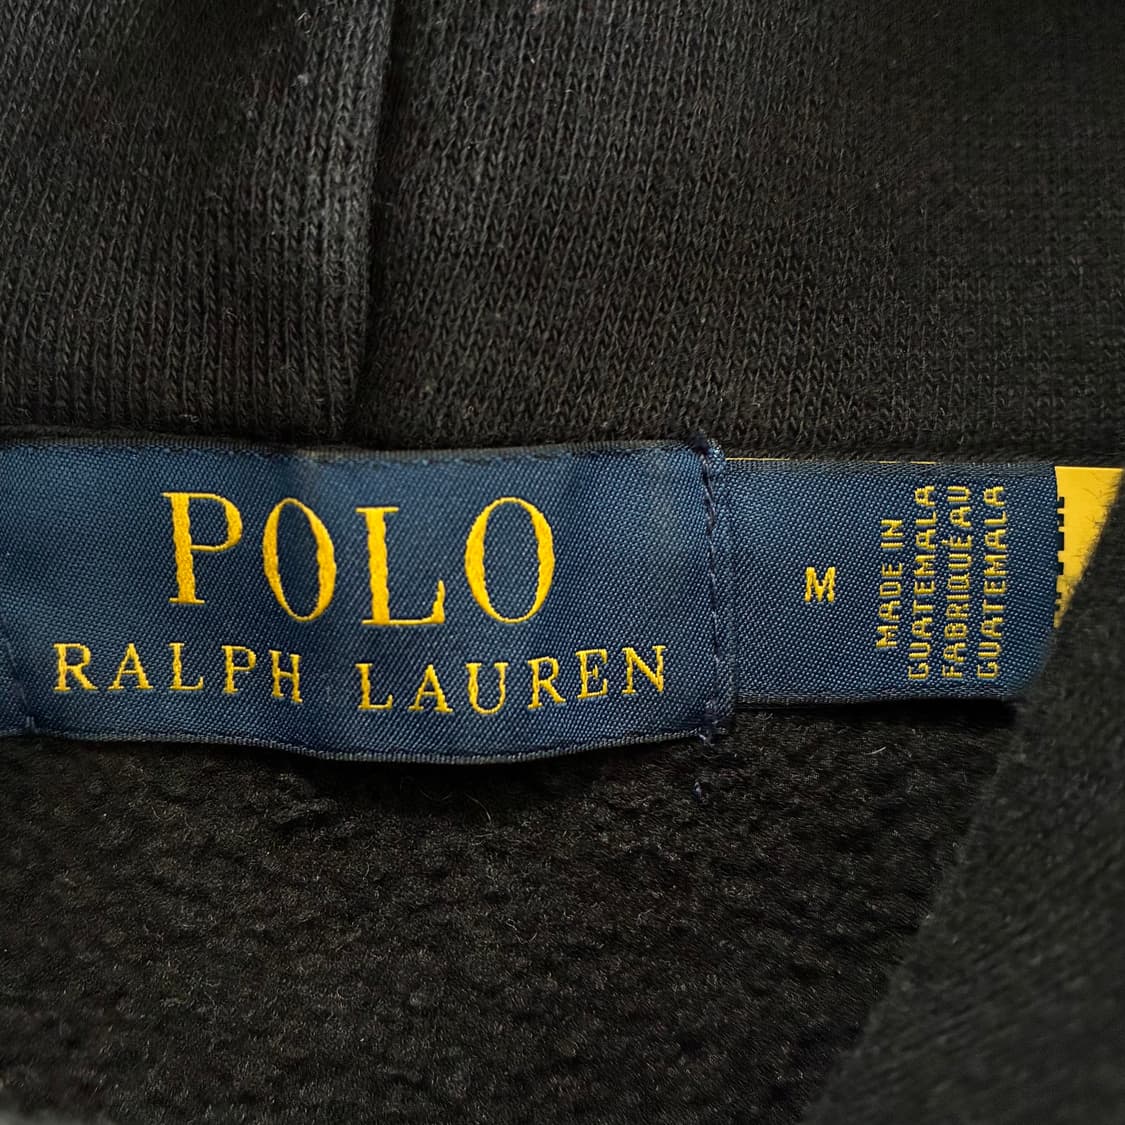 POLO
RALPH LAUREN
M
MADE IN
GUATEMALA
FABRIQUÉ AU
GUATEMALA